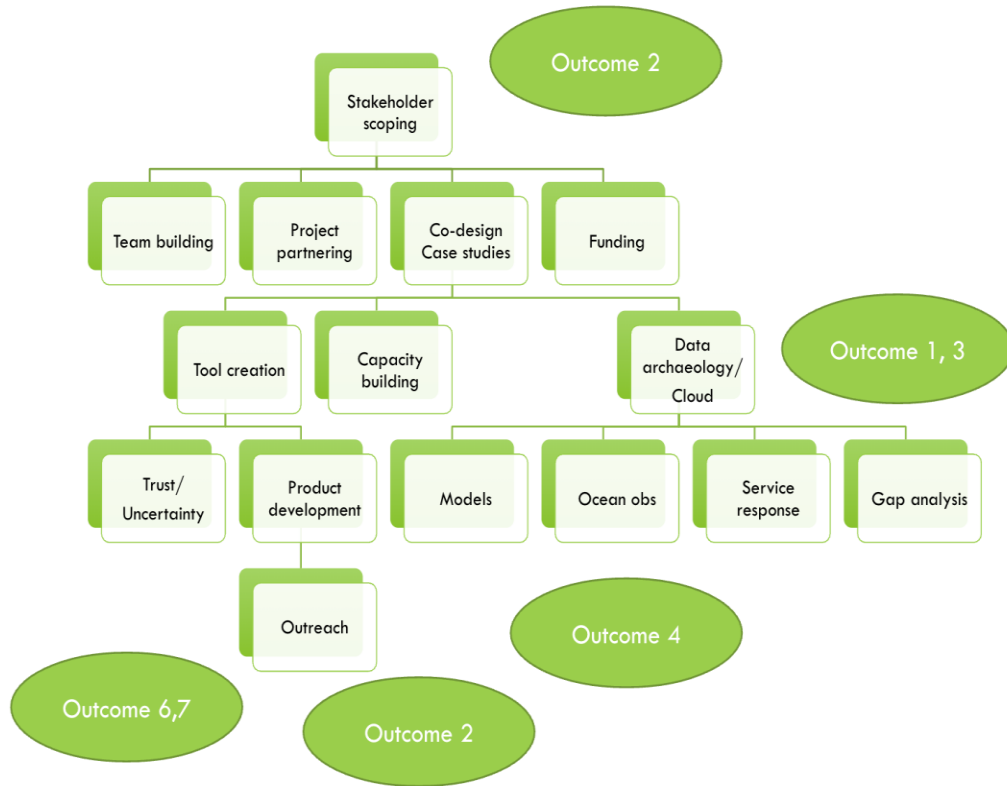 Outcome 2
Stakeholder
scoping
Team building
Project
partnering
Co-design
Case studies
Funding
Tool creation
Capacity
building
Data
archaeology/
Cloud
Outcome 1, 3
Trust/
Uncertainty
Product
development
Models
Ocean obs
Service
response
Gap analysis
Outreach
Outcome 4
Outcome 6,7
Outcome 2